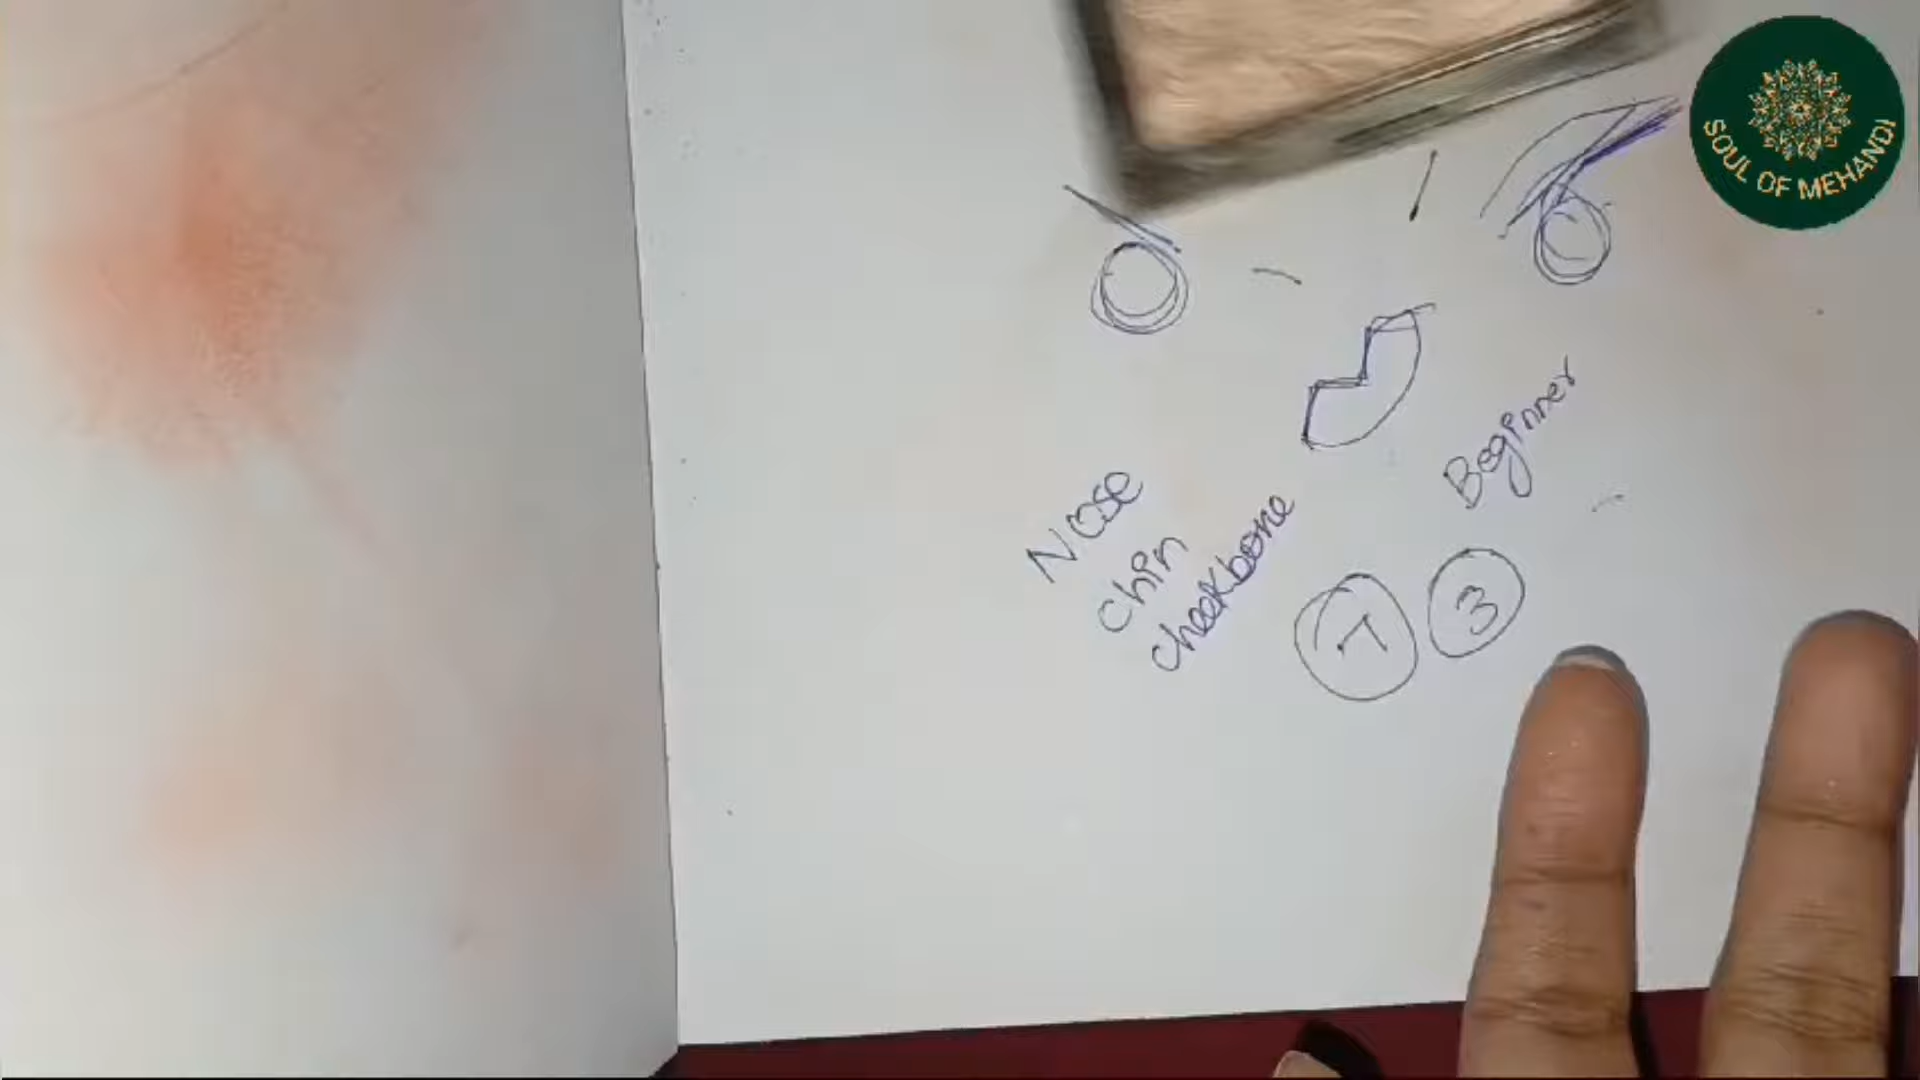 SOUL OF MEHANDI
Beginner
Nose
Chin
Cheekbone
7 3